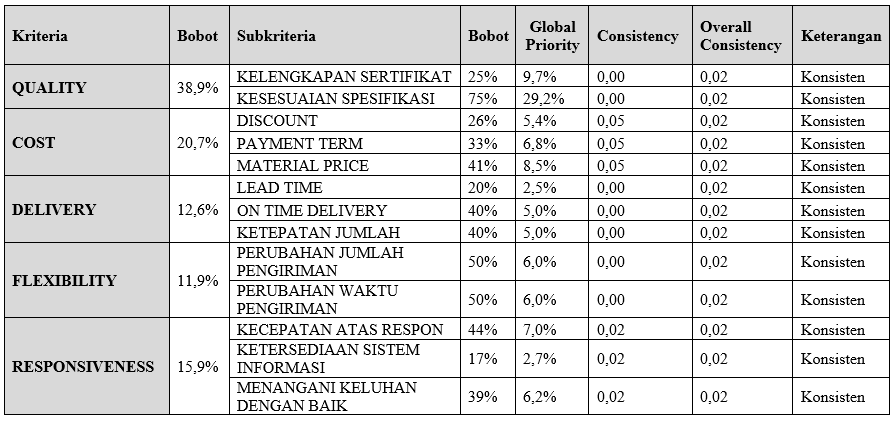 Kriteria Bobot Subkriteria Bobot Global Priority Consistency Overall Consistency Keterangan
QUALITY 38,9% KELENGKAPAN SERTIFIKAT 25% 9,7% 0,00 0,02 Konsisten
KESESUAIAN SPESIFIKASI 75% 29,2% 0,00 0,02 Konsisten
COST 20,7% DISCOUNT 26% 5,4% 0,05 0,02 Konsisten
PAYMENT TERM 33% 6,8% 0,05 0,02 Konsisten
MATERIAL PRICE 41% 8,5% 0,05 0,02 Konsisten
DELIVERY 12,6% LEAD TIME 20% 2,5% 0,00 0,02 Konsisten
ON TIME DELIVERY 40% 5,0% 0,00 0,02 Konsisten
KETEPATAN JUMLAH 40% 5,0% 0,00 0,02 Konsisten
FLEXIBILITY 11,9% PERUBAHAN JUMLAH PENGIRIMAN 50% 6,0% 0,00 0,02 Konsisten
PERUBAHAN WAKTU PENGIRIMAN 50% 6,0% 0,00 0,02 Konsisten
RESPONSIVENESS 15,9% KECEPATAN ATAS RESPON 44% 7,0% 0,02 0,02 Konsisten
KETERSEDIAAN SISTEM INFORMASI 17% 2,7% 0,02 0,02 Konsisten
MENANGANI KELUHAN DENGAN BAIK 39% 6,2% 0,02 0,02 Konsisten